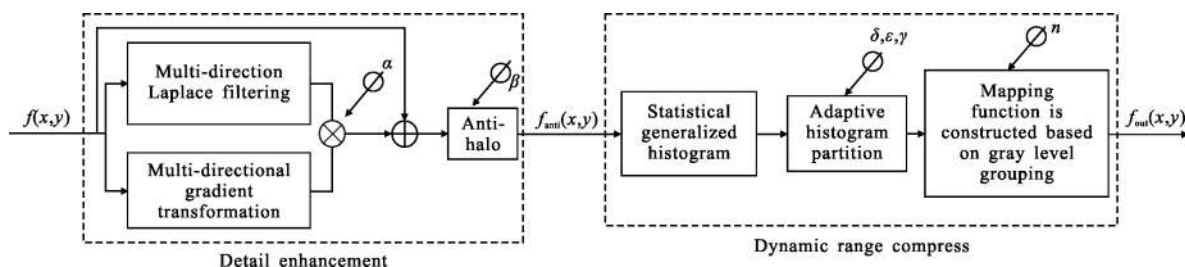 f(x,y)
Multi-direction
Laplace filtering
Multi-directional
gradient
transformation
α
β
Anti-
halo
Detail enhancement
f_anti(x,y)
Statistical
generalized
histogram
δ,ε,γ
Adaptive
histogram
partition
n
Mapping
function is
constructed based
on gray level
grouping
f_out(x,y)
Dynamic range compress